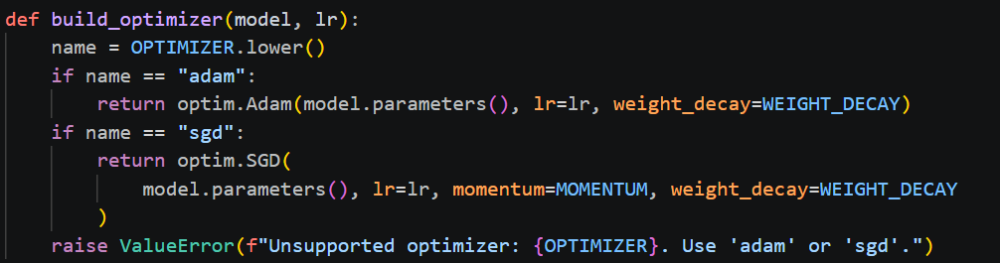 def build_optimizer(model, lr):
    name = OPTIMIZER.lower()
    if name == "adam":
        return optim.Adam(model.parameters(), lr=lr, weight_decay=WEIGHT_DECAY)
    if name == "sgd":
        return optim.SGD(
            model.parameters(), lr=lr, momentum=MOMENTUM, weight_decay=WEIGHT_DECAY
        )
    raise ValueError(f"Unsupported optimizer: {OPTIMIZER}. Use 'adam' or 'sgd'.")